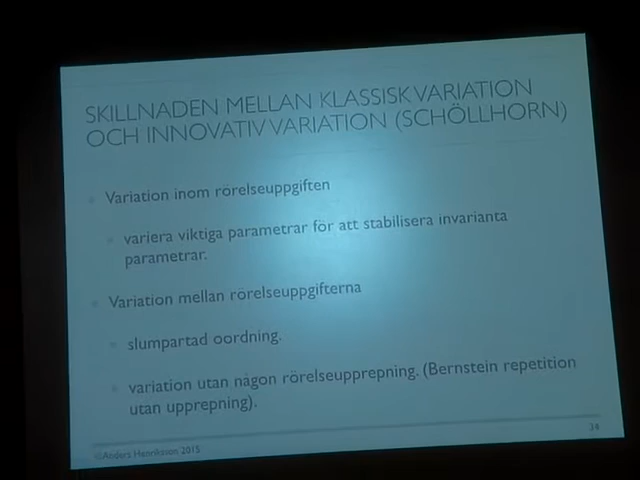 SKILLNADEN MELLAN KLASSISK VARIATION
OCH INNOVATIV VARIATION (SCHÖLLHORN)
Variation inom rörelseuppgiften
variera viktiga parametrar för att stabilisera invarianta
parametrar.
Variation mellan rörelseuppgifterna
slumpartad oordning.
variation utan någon rörelseupprepning. (Bernstein repetition
utan upprepning).
©Anders Henriksson 2015